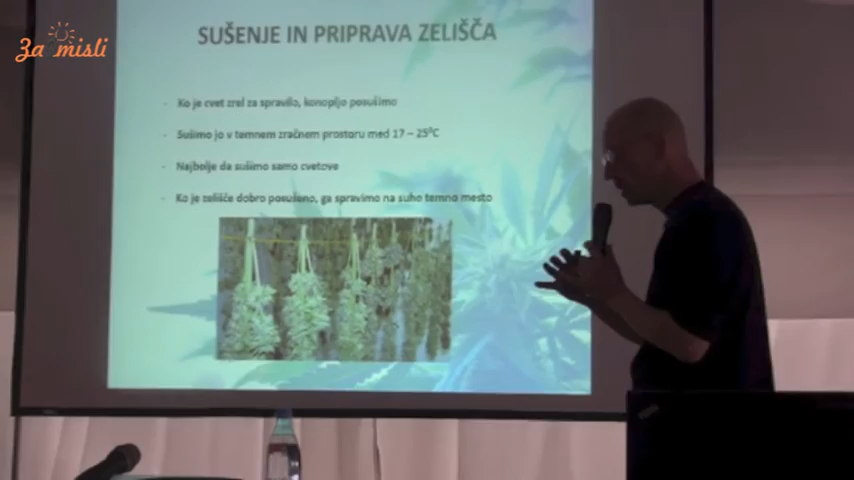 Za misli
SUŠENJE IN PRIPRAVA ZELIŠČA
- Ko je cvet zrel za spravilo, konopljo posušimo
- Sušimo jo v temnem zračnem prostoru med 17 – 25°C
- Najbolje da sušimo samo cvetove
- Ko je zelišče dobro posušeno, ga spravimo na suho temno mesto